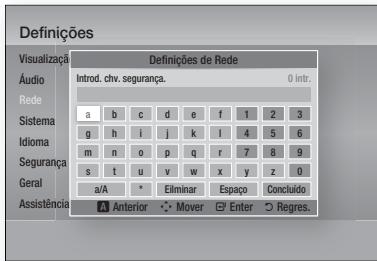 Definições
Visualizaçã
Definições de Rede
Áudio
Introd. chv. segurança. 0 intr.
Rede
a b c d e f 1 2 3
Sistema
g h i j k l 4 5 6
Idioma
m n o p q r 7 8 9
Segurança
s t u v w x y z 0
Geral
a/A * Eilminar Espaço Concluído
Assistência
A Anterior Mover Enter Regres.